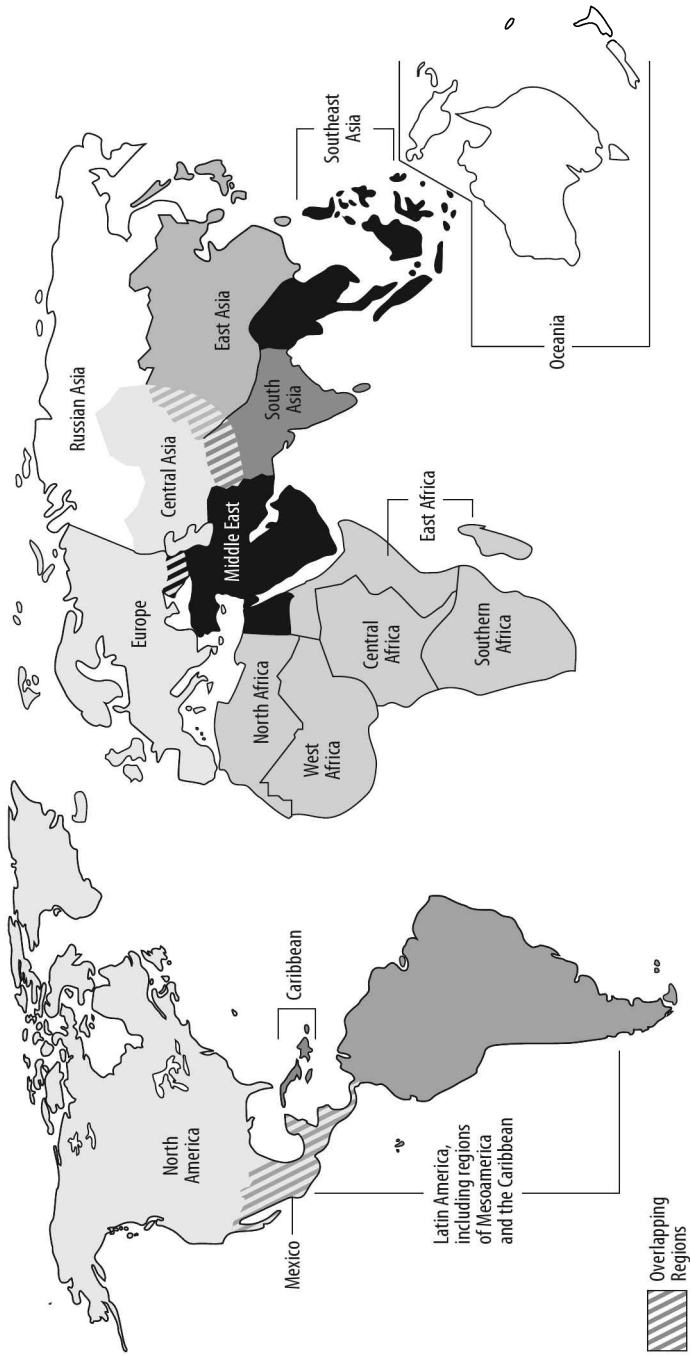 North
America
Mexico
Caribbean
Latin America,
including regions
of Mesoamerica
and the Caribbean
Overlapping
Regions
Europe
Russian Asia
Central Asia
East Asia
South
Asia
Middle East
Southeast
Asia
North Africa
West
Africa
Central
Africa
East Africa
Southern
Africa
Oceania